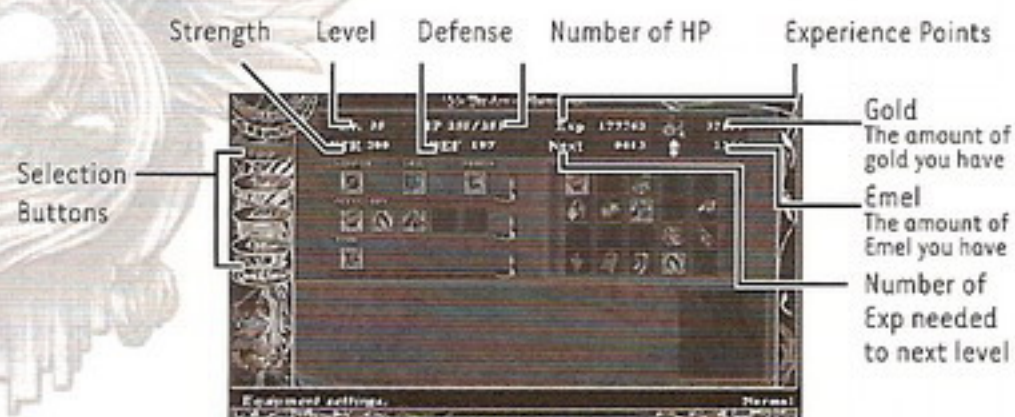 Strength Level Defense Number of HP Experience Points
Gold
The amount of
gold you have
Selection
Buttons
Emel
The amount of
Emel you have
Number of
Exp needed
to next level
Exp
Next
Equipment settings.
Normal